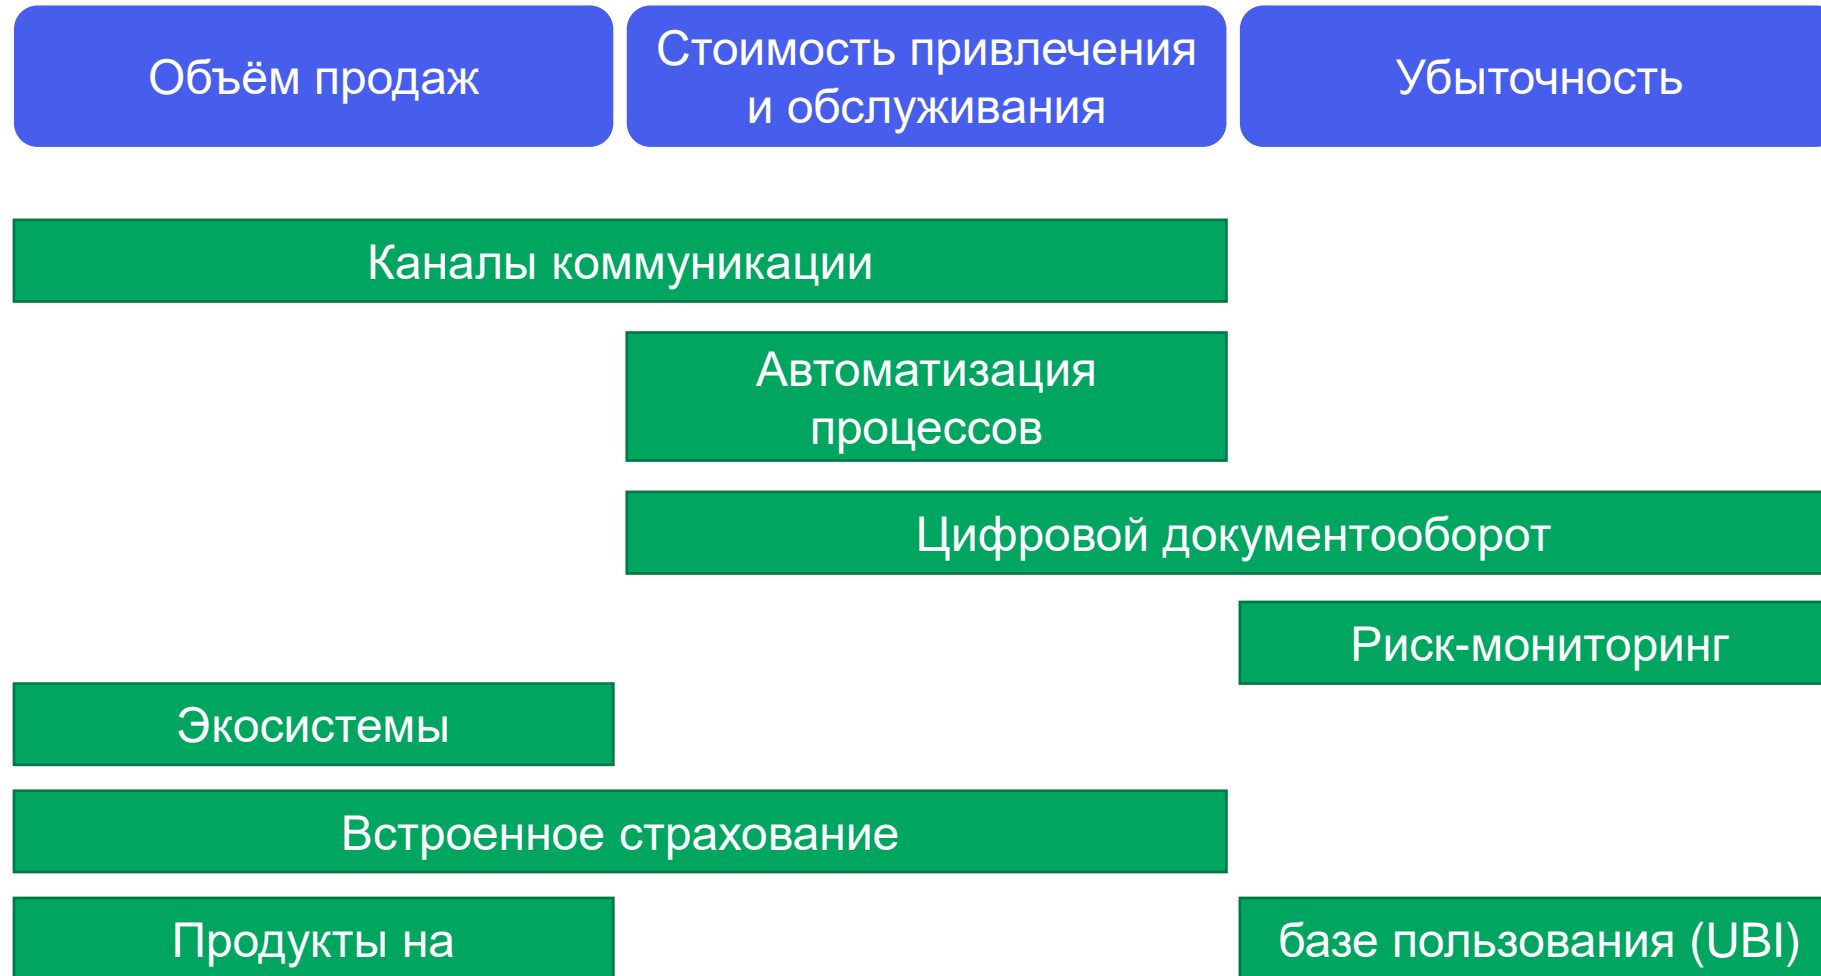 Объём продаж
Стоимость привлечения
и обслуживания
Убыточность
Каналы коммуникации
Автоматизация
процессов
Цифровой документооборот
Риск-мониторинг
Экосистемы
Встроенное страхование
Продукты на
базе пользования (UBI)